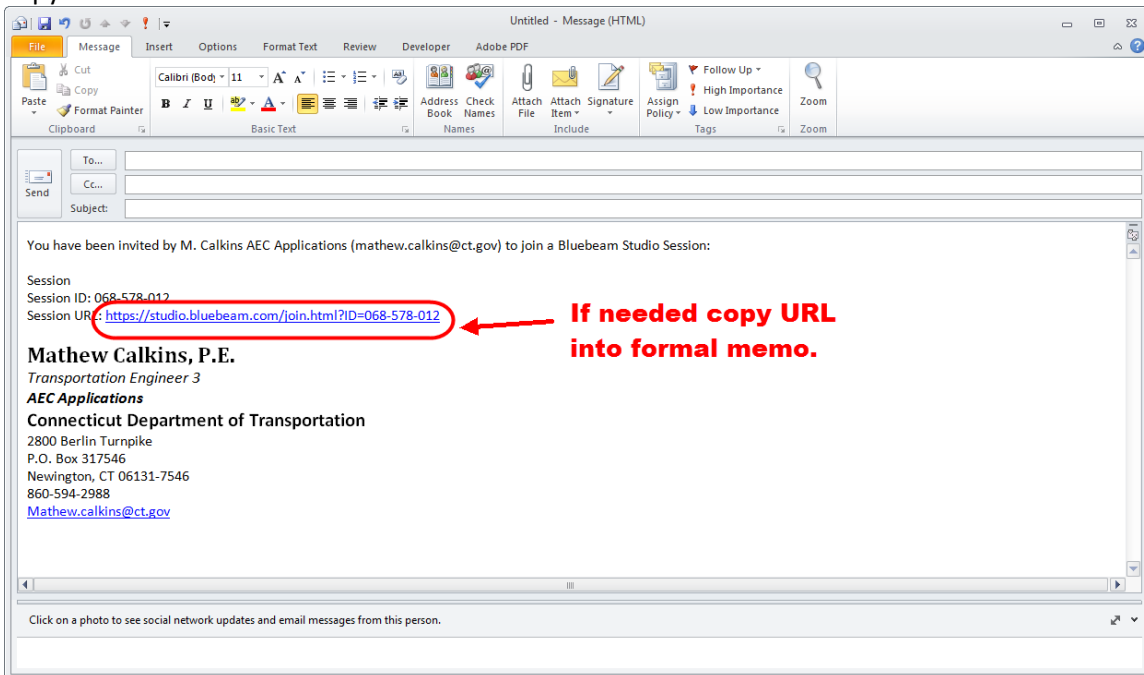 Untitled - Message (HTML)
File Message Insert Options Format Text Review Developer Adobe PDF
Cut
Copy
Format Painter
Paste
Clipboard
Calibri (Body 11
B I U
Basic Text
Address Book
Check Names
Names
Attach File
Attach Item
Signature
Include
Assign Policy
Follow Up
High Importance
Low Importance
Tags
Zoom
Zoom
Send
To...
Cc...
Subject:
You have been invited by M. Calkins AEC Applications (mathew.calkins@ct.gov) to join a Bluebeam Studio Session:
Session
Session ID: 068-578-012
Session URL: https://studio.bluebeam.com/join.html?ID=068-578-012
If needed copy URL
into formal memo.
Mathew Calkins, P.E.
Transportation Engineer 3
AEC Applications
Connecticut Department of Transportation
2800 Berlin Turnpike
P.O. Box 317546
Newington, CT 06131-7546
860-594-2988
Mathew.calkins@ct.gov
Click on a photo to see social network updates and email messages from this person.